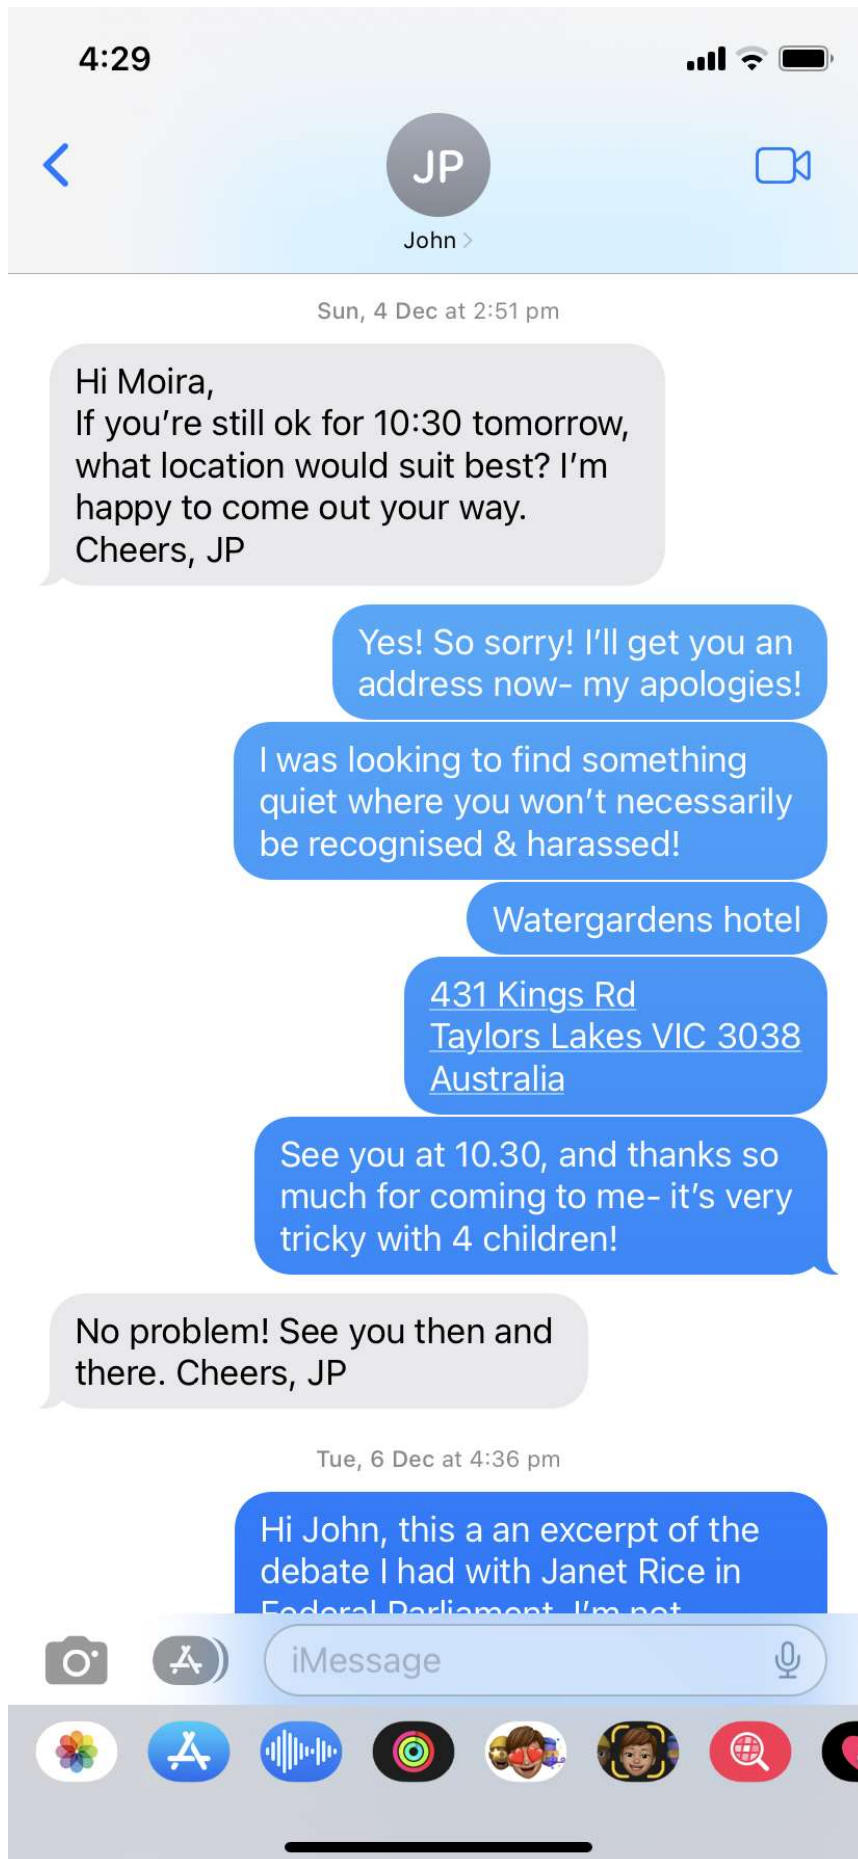 4:29
JP
John
Sun, 4 Dec at 2:51 pm
Hi Moira,
If you're still ok for 10:30 tomorrow,
what location would suit best? I'm
happy to come out your way.
Cheers, JP
Yes! So sorry! I'll get you an
address now- my apologies!
I was looking to find something
quiet where you won't necessarily
be recognised & harassed!
Watergardens hotel
431 Kings Rd
Taylors Lakes VIC 3038
Australia
See you at 10.30, and thanks so
much for coming to me- it's very
tricky with 4 children!
No problem! See you then and
there. Cheers, JP
Tue, 6 Dec at 4:36 pm
Hi John, this a an excerpt of the
debate I had with Janet Rice in
Federal Parliament. I'm not
iMessage